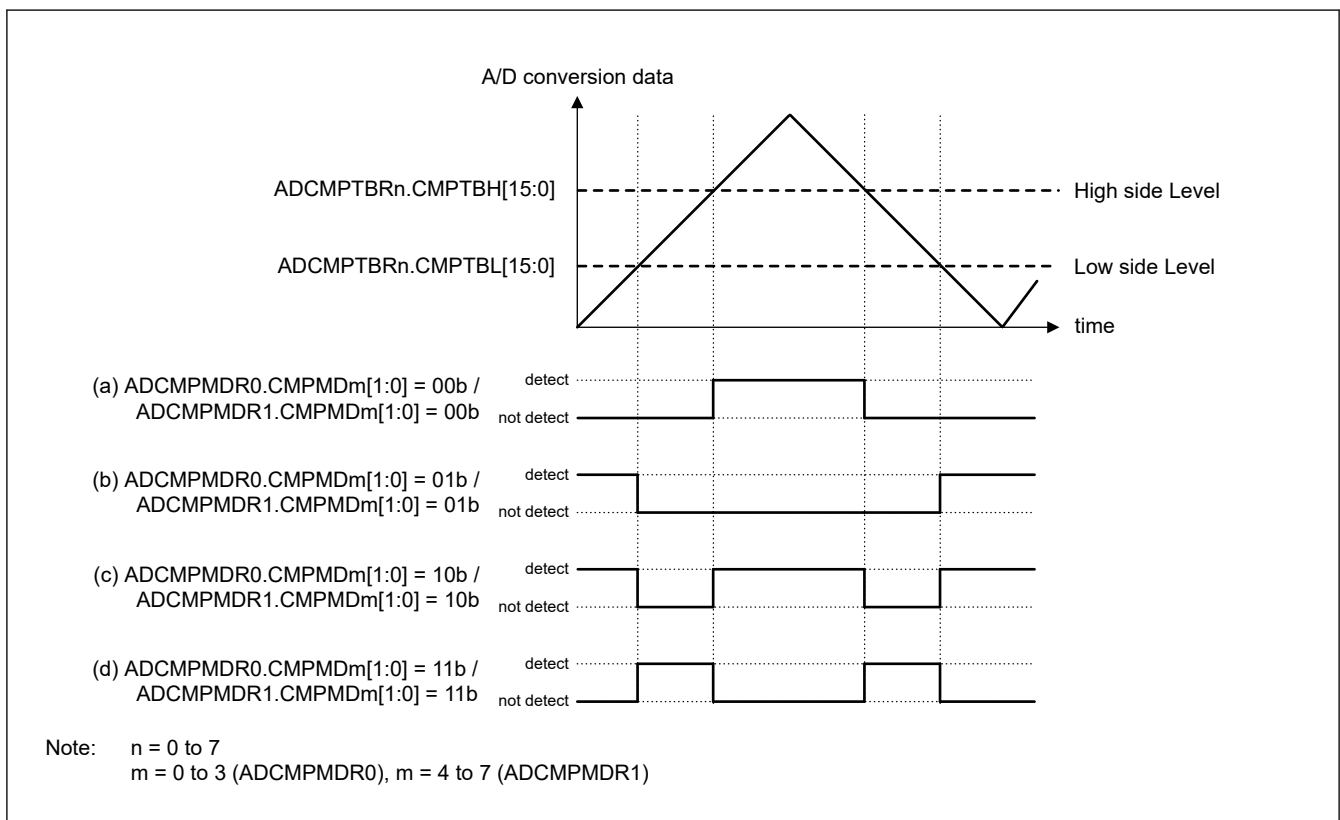 A/D conversion data
ADCMPTBRn.CMPTBH[15:0]
High side Level
ADCMPTBRn.CMPTBL[15:0]
Low side Level
time
(a) ADCMPMDR0.CMPMDm[1:0] = 00b /
ADCMPMDR1.CMPMDm[1:0] = 00b
detect
not detect
(b) ADCMPMDR0.CMPMDm[1:0] = 01b /
ADCMPMDR1.CMPMDm[1:0] = 01b
detect
not detect
(c) ADCMPMDR0.CMPMDm[1:0] = 10b /
ADCMPMDR1.CMPMDm[1:0] = 10b
detect
not detect
(d) ADCMPMDR0.CMPMDm[1:0] = 11b /
ADCMPMDR1.CMPMDm[1:0] = 11b
detect
not detect
Note: n = 0 to 7
m = 0 to 3 (ADCMPMDR0), m = 4 to 7 (ADCMPMDR1)